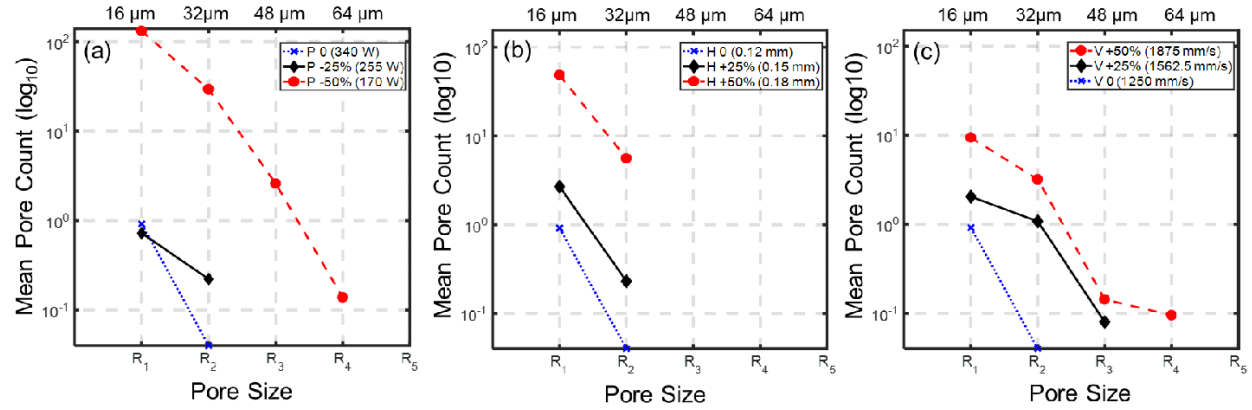 16 μm 32μm 48 μm 64 μm
(a)
P 0 (340 W)
P -25% (255 W)
P -50% (170 W)
Mean Pore Count (log₁₀)
10²
10¹
10⁰
10⁻¹
R₁ R₂ R₃ R₄ R₅
Pore Size
16 μm 32μm 48 μm 64 μm
(b)
H 0 (0.12 mm)
H +25% (0.15 mm)
H +50% (0.18 mm)
Mean Pore Count (log10)
10²
10¹
10⁰
10⁻¹
R₁ R₂ R₃ R₄ R₅
Pore Size
16 μm 32 μm 48 μm 64 μm
(c)
V +50% (1875 mm/s)
V +25% (1562.5 mm/s)
V 0 (1250 mm/s)
Mean Pore Count (log10)
10²
10¹
10⁰
10⁻¹
R₁ R₂ R₃ R₄ R₅
Pore Size